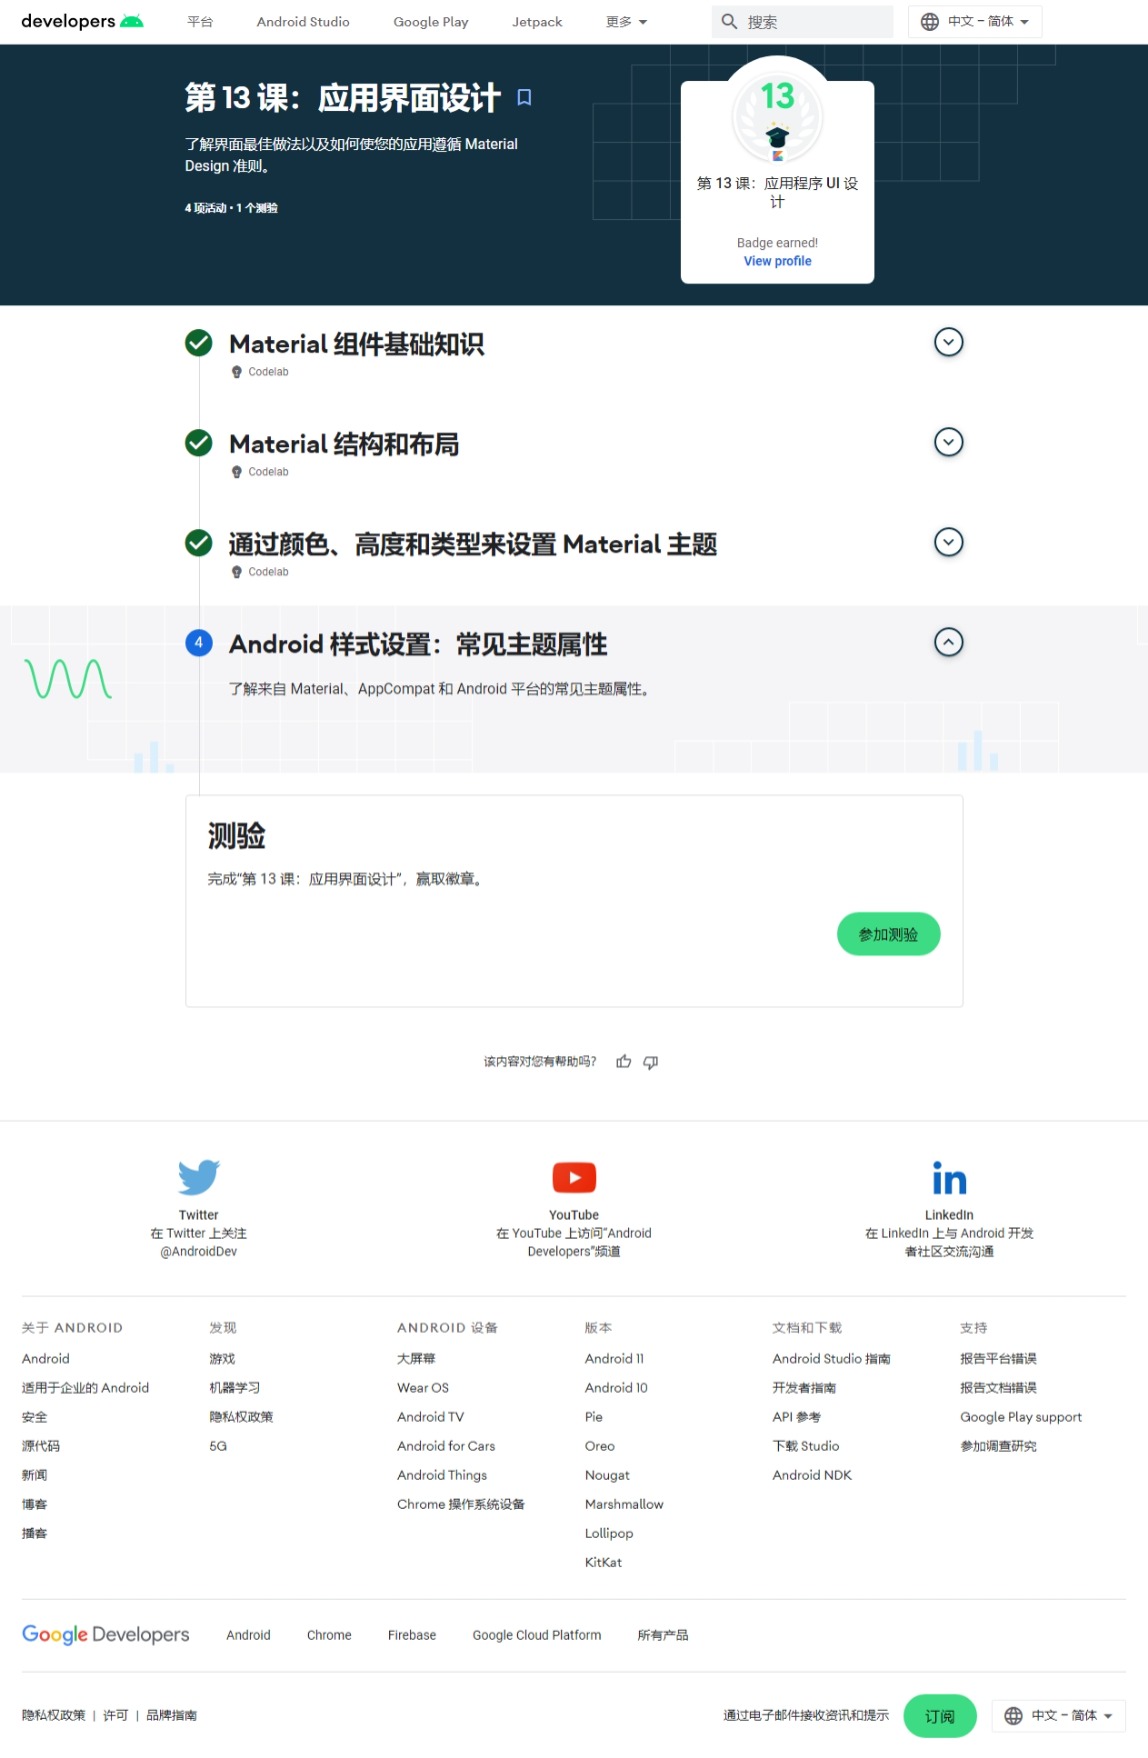 developers
平台
Android Studio
Google Play
Jetpack
更多
搜索
中文 – 简体
第 13 课：应用界面设计
了解界面最佳做法以及如何使您的应用遵循 Material
Design 准则。
4 项活动 • 1 个测验
13
第 13 课：应用程序 UI 设
计
Badge earned!
View profile
Material 组件基础知识
Codelab
Material 结构和布局
Codelab
通过颜色、高度和类型来设置 Material 主题
Codelab
4
Android 样式设置：常见主题属性
了解来自 Material、AppCompat 和 Android 平台的常见主题属性。
测验
完成“第 13 课：应用界面设计”，赢取徽章。
参加测验
该内容对您有帮助吗？
Twitter
在 Twitter 上关注
@AndroidDev
YouTube
在 YouTube 上访问“Android
Developers”频道
LinkedIn
在 LinkedIn 上与 Android 开发
者社区交流沟通
关于 ANDROID
Android
适用于企业的 Android
安全
源代码
新闻
博客
播客
发现
游戏
机器学习
隐私权政策
5G
ANDROID 设备
大屏幕
Wear OS
Android TV
Android for Cars
Android Things
Chrome 操作系统设备
版本
Android 11
Android 10
Pie
Oreo
Nougat
Marshmallow
Lollipop
KitKat
文档和下载
Android Studio 指南
开发者指南
API 参考
下载 Studio
Android NDK
支持
报告平台错误
报告文档错误
Google Play support
参加调查研究
Google Developers
Android
Chrome
Firebase
Google Cloud Platform
所有产品
隐私权政策 | 许可 | 品牌指南
通过电子邮件接收资讯和提示
订阅
中文 – 简体